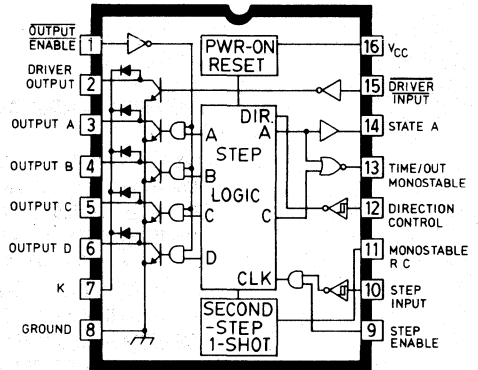 OUTPUT
ENABLE
1
DRIVER
OUTPUT
2
OUTPUT A
3
OUTPUT B
4
OUTPUT C
5
OUTPUT D
6
K
7
GROUND
8
PWR-ON
RESET
DIR.
A
A
STEP
B
LOGIC
C
C
D
CLK
SECOND
-STEP
1-SHOT
16
VCC
15
DRIVER
INPUT
14
STATE A
13
TIME/OUT
MONOSTABLE
12
DIRECTION
CONTROL
11
MONOSTABLE
R C
10
STEP
INPUT
9
STEP
ENABLE